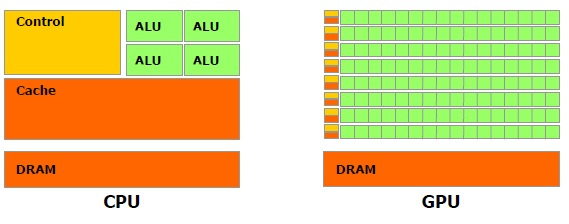 Control
ALU
ALU
ALU
ALU
Cache
DRAM
CPU
DRAM
GPU